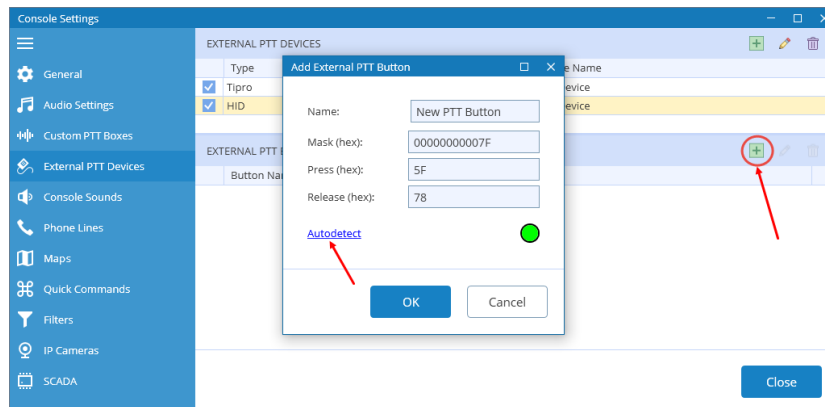 Console Settings
General
Audio Settings
Custom PTT Boxes
External PTT Devices
Console Sounds
Phone Lines
Maps
Quick Commands
Filters
IP Cameras
SCADA
EXTERNAL PTT DEVICES
Type
e Name
Tipro
evice
HID
evice
EXTERNAL PTT
Button Na
Add External PTT Button
Name:
New PTT Button
Mask (hex):
00000000007F
Press (hex):
5F
Release (hex):
78
Autodetect
OK
Cancel
Close